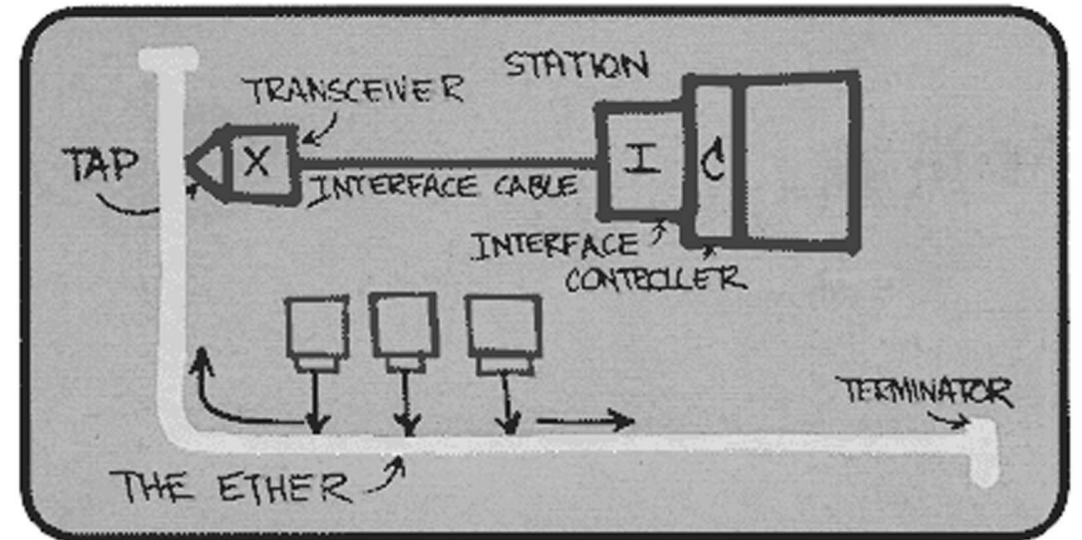 STATION
TRANSCEIVER
TAP
X
I
C
INTERFACE CABLE
INTERFACE
CONTROLLER
TERMINATOR
THE ETHER